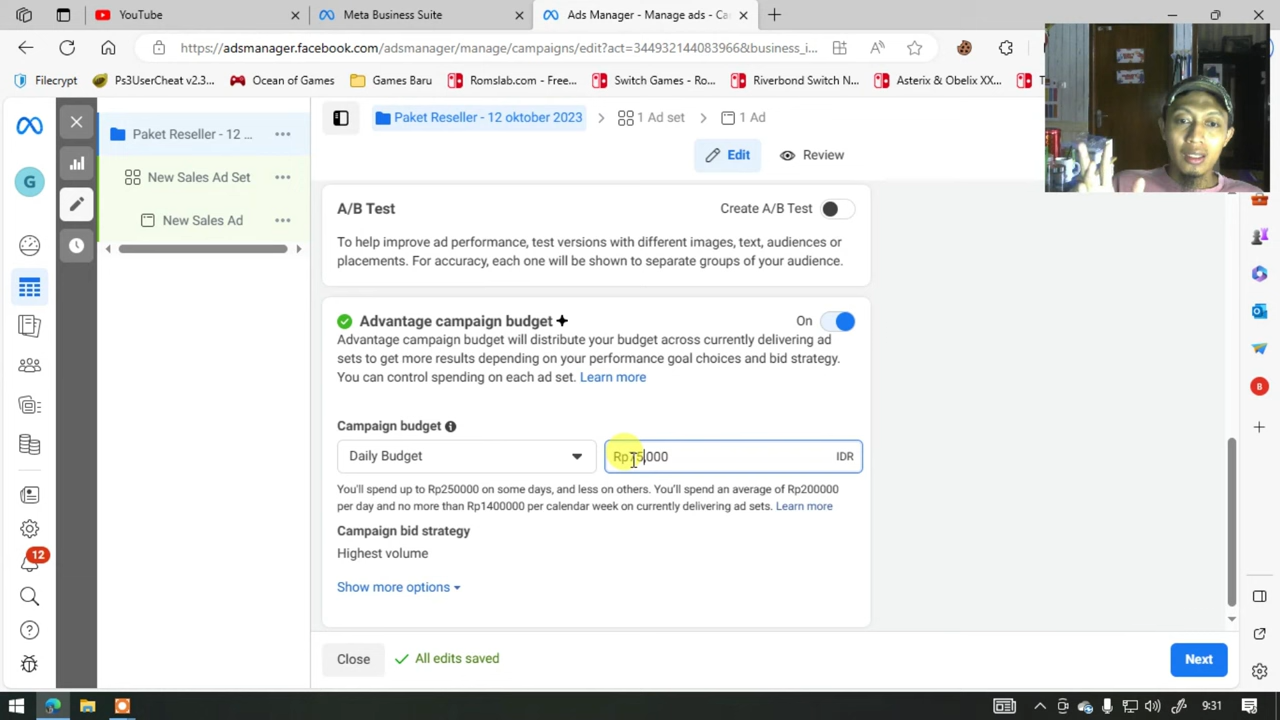 YouTube
Meta Business Suite
Ads Manager - Manage ads - Ca
https://adsmanager.facebook.com/adsmanager/manage/campaigns/edit?act=344932144083966&business_i...
Filecrypt
Ps3UserCheat v2.3...
Ocean of Games
Games Baru
Romslab.com - Free...
Switch Games - Ro...
Riverbond Switch N...
Asterix & Obelix XX...
Paket Reseller - 12 ...
New Sales Ad Set
New Sales Ad
G
12
Paket Reseller - 12 oktober 2023
1 Ad set
1 Ad
Edit
Review
A/B Test
Create A/B Test
To help improve ad performance, test versions with different images, text, audiences or
placements. For accuracy, each one will be shown to separate groups of your audience.
Advantage campaign budget
On
Advantage campaign budget will distribute your budget across currently delivering ad
sets to get more results depending on your performance goal choices and bid strategy.
You can control spending on each ad set. Learn more
Campaign budget
Daily Budget
Rp75,000
IDR
You'll spend up to Rp250000 on some days, and less on others. You'll spend an average of Rp200000
per day and no more than Rp1400000 per calendar week on currently delivering ad sets. Learn more
Campaign bid strategy
Highest volume
Show more options
Close
All edits saved
Next
B
9:31